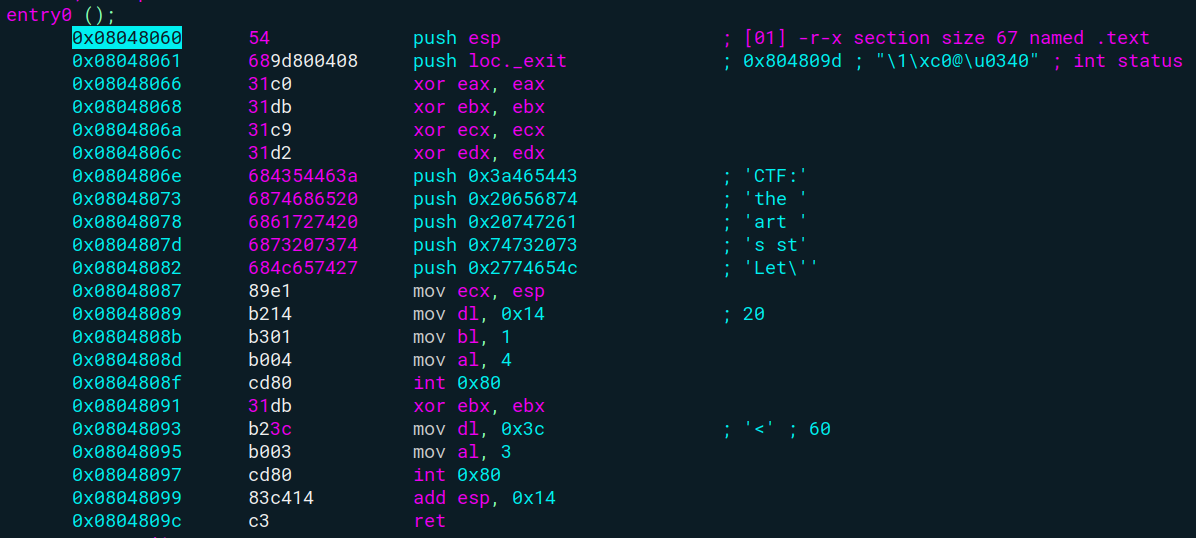 entry0 ();
0x08048060 54 push esp ; [01] -r-x section size 67 named .text
0x08048061 689d800408 push loc._exit ; 0x804809d ; "\1\xc0@\u0340" ; int status
0x08048066 31c0 xor eax, eax
0x08048068 31db xor ebx, ebx
0x0804806a 31c9 xor ecx, ecx
0x0804806c 31d2 xor edx, edx
0x0804806e 684354463a push 0x3a465443 ; 'CTF:'
0x08048073 6874686520 push 0x20656874 ; 'the '
0x08048078 6861727420 push 0x20747261 ; 'art '
0x0804807d 6873207374 push 0x74732073 ; 's st'
0x08048082 684c657427 push 0x2774654c ; 'Let\''
0x08048087 89e1 mov ecx, esp
0x08048089 b214 mov dl, 0x14 ; 20
0x0804808b b301 mov bl, 1
0x0804808d b004 mov al, 4
0x0804808f cd80 int 0x80
0x08048091 31db xor ebx, ebx
0x08048093 b23c mov dl, 0x3c ; '<' ; 60
0x08048095 b003 mov al, 3
0x08048097 cd80 int 0x80
0x08048099 83c414 add esp, 0x14
0x0804809c c3 ret